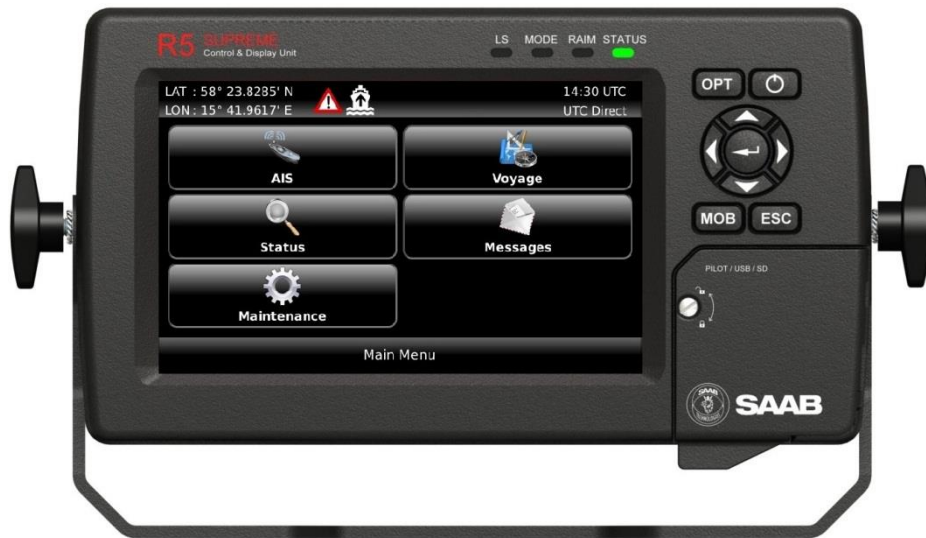 R5 SUPREME
Control & Display Unit
LS MODE RAIM STATUS
LAT : 58° 23.8285' N
LON : 15° 41.9617' E
14:30 UTC
UTC Direct
AIS
Voyage
Status
Messages
Maintenance
Main Menu
OPT
MOB ESC
PILOT / USB / SD
SAAB
SAAB